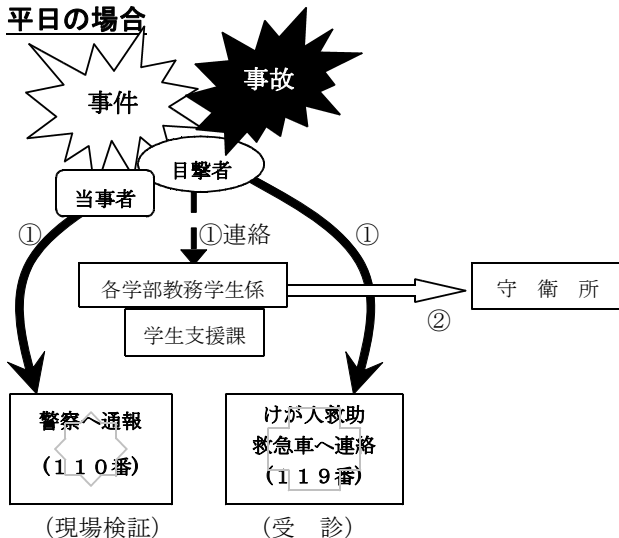 平日の場合
事件
事故
目撃者
当事者
①
①連絡
①
各学部教務学生係
守　衛　所
②
学生支援課
警察へ通報
（１１０番）
けが人救助
救急車へ連絡
（１１９番）
（現場検証）
（受　診）